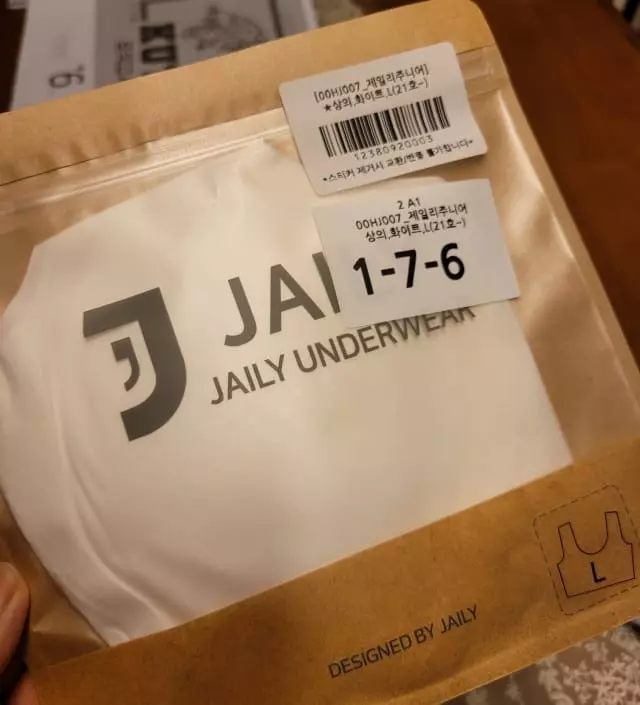 [00HJ007_제일리주니어]
★상의,화이트,L(21호~)
12380920003
*스티커 제거시 교환/반품 불가합니다*
2 A1
00HJ007_제일리주니어
상의,화이트,L(21호~)
1-7-6
JAI
JAILY UNDERWEAR
L
DESIGNED BY JAILY